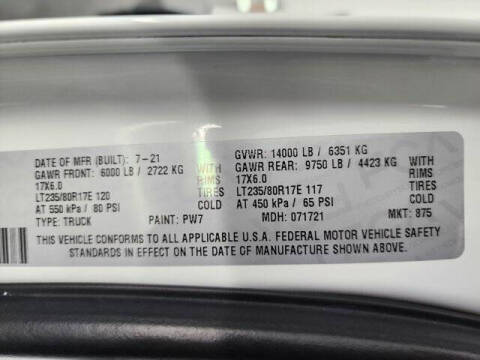 DATE OF MFR (BUILT): 7-21 GVWR: 14000 LB / 6351 KG
GAWR FRONT: 6000 LB / 2722 KG WITH GAWR REAR: 9750 LB / 4423 KG WITH
17X6.0 RIMS 17X6.0 RIMS
LT235/80R17E 120 TIRES LT235/80R17E 117 TIRES
AT 550 kPa / 80 PSI AT 450 kPa / 65 PSI
TYPE: TRUCK PAINT: PW7 MDH: 071721 MKT: 875
THIS VEHICLE CONFORMS TO ALL APPLICABLE U.S.A. FEDERAL MOTOR VEHICLE SAFETY
STANDARDS IN EFFECT ON THE DATE OF MANUFACTURE SHOWN ABOVE.